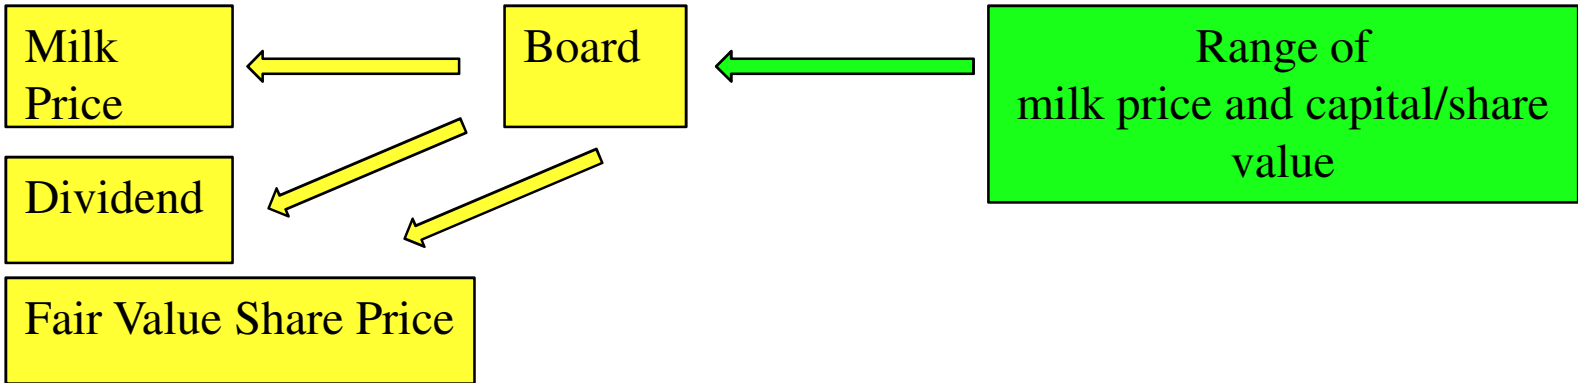 Milk
Price
Board
Range of
milk price and capital/share
value
Dividend
Fair Value Share Price